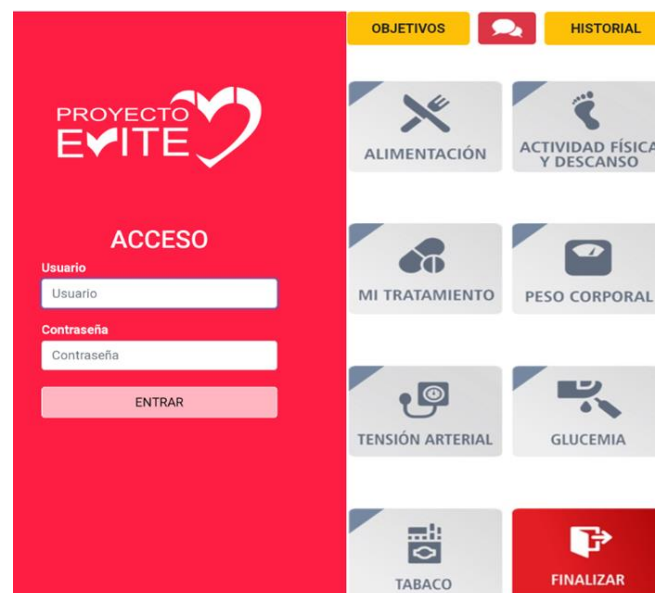 PROYECTO
EVITE
ACCESO
Usuario
Usuario
Contraseña
Contraseña
ENTRAR
OBJETIVOS
HISTORIAL
ALIMENTACIÓN
ACTIVIDAD FÍSICA
Y DESCANSO
MI TRATAMIENTO
PESO CORPORAL
TENSIÓN ARTERIAL
GLUCEMIA
TABACO
FINALIZAR